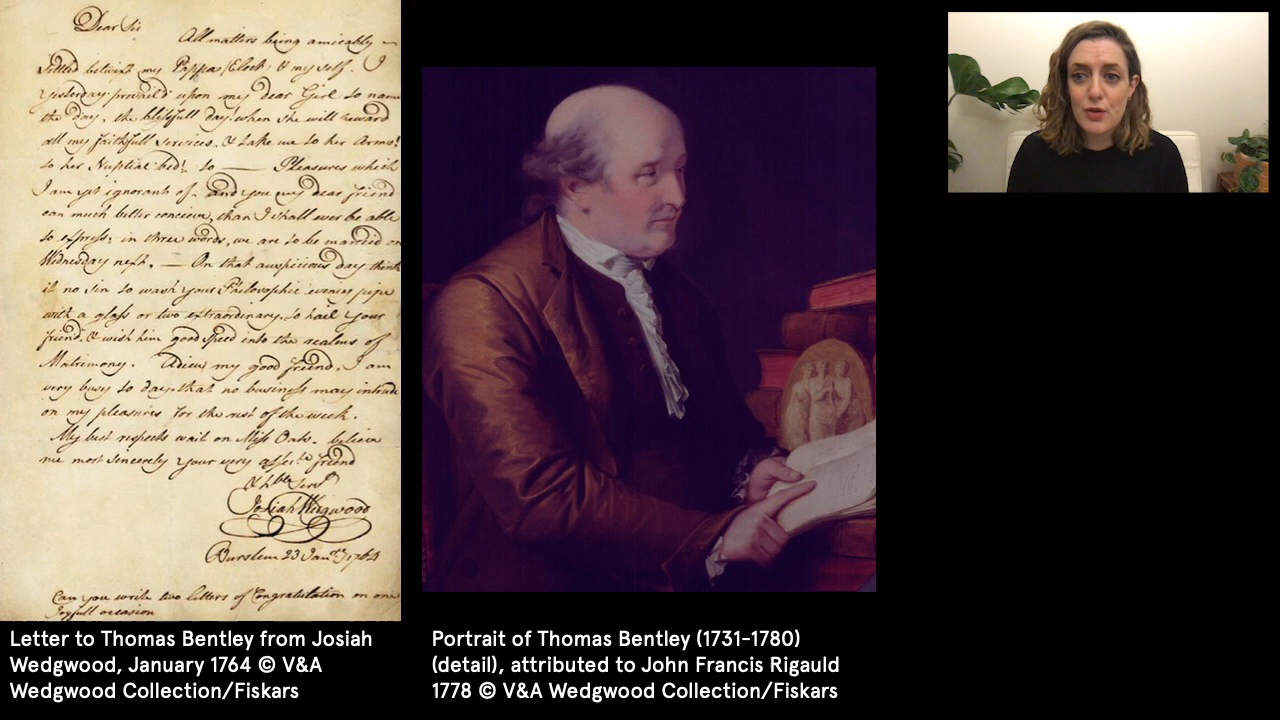 Dear Sir
All matters being amicably
settled betwixt my Pappa (Elect) & my self. I
yesterday prevail'd upon my dear Girl to name
the day, the blissfull day! when she will reward
all my faithfull services, & take me to her Arms!
to her Nuptial bed! to — Pleasures which
I am yet ignorant of, and you my dear friend
can much better concieve, than I shall ever be able
to express; in three words, we are to be married on
Wednesday next. — On that auspicious day, think
it no sin to wash your Philosophic evening pipe
with a glass or two extraordinary, to hail your
friend, & wish him good speed into the realms of
Matrimony. Adieu my good friend, I am
very busy to day, that no business may intrude
on my pleasures for the rest of the week.
My best respects wait on Miss Oats. believe
me most sincerely your very affecte friend
& hble Servt
Josiah Wedgwood
Burslem 23 Janry 1764
Can you write two letters of Congratulation on one
Joyfull occasion
Letter to Thomas Bentley from Josiah
Wedgwood, January 1764 © V&A
Wedgwood Collection/Fiskars
Portrait of Thomas Bentley (1731-1780)
(detail), attributed to John Francis Rigauld
1778 © V&A Wedgwood Collection/Fiskars